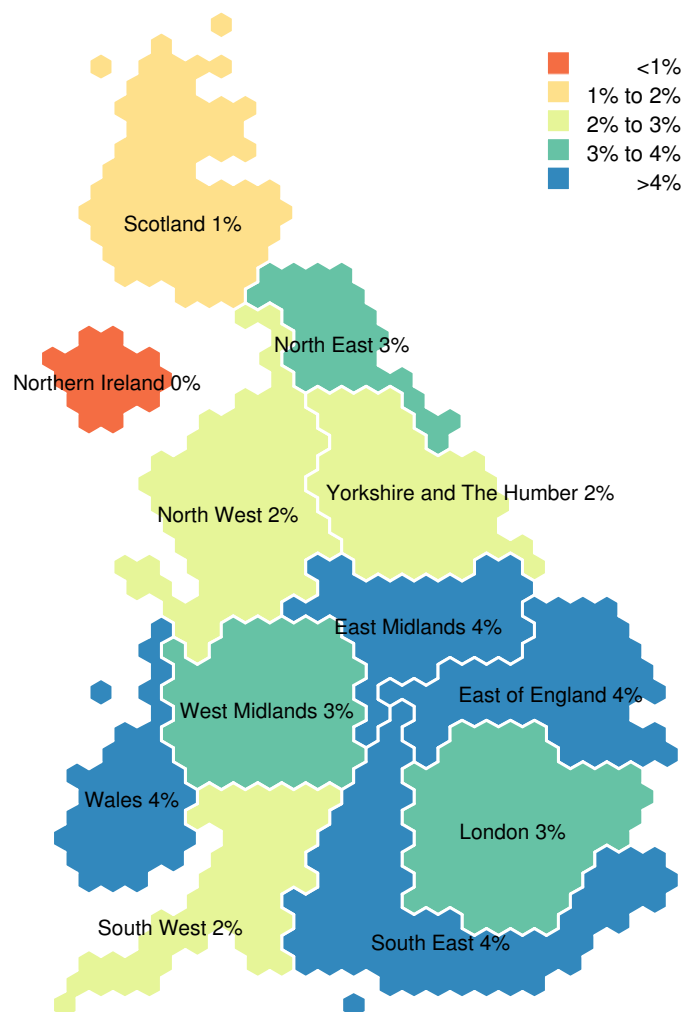 <1%
1% to 2%
2% to 3%
3% to 4%
>4%
Scotland 1%
North East 3%
Northern Ireland 0%
Yorkshire and The Humber 2%
North West 2%
East Midlands 4%
East of England 4%
West Midlands 3%
Wales 4%
London 3%
South West 2%
South East 4%